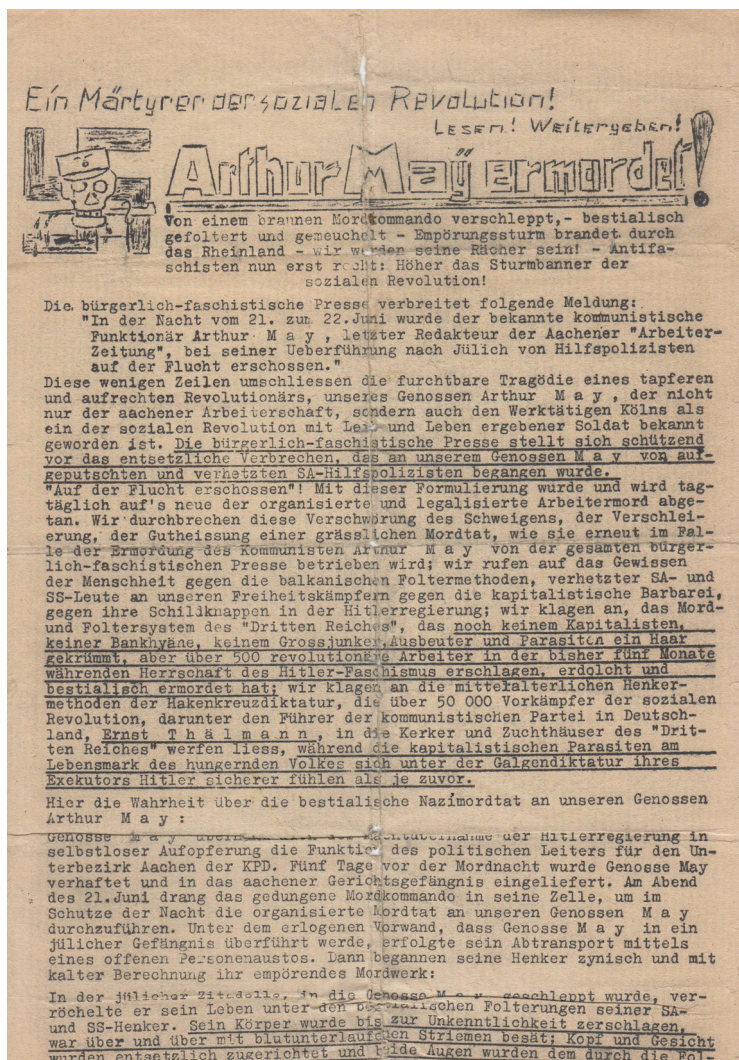 Ein Märtyrer der sozialen Revolution!
Lesen! Weitergeben!
Arthur Maÿ ermordet!
Von einem braunen Mordkommando verschleppt,- bestialisch
gefoltert und gemeuchelt - Empörungssturm brandet durch
das Rheinland - wir werden seine Rächer sein! - Antifa-
schisten nun erst recht: Höher das Sturmbanner der
sozialen Revolution!
Die bürgerlich-faschistische Presse verbreitet folgende Meldung:
"In der Nacht vom 21. zum 22.Juni wurde der bekannte kommunistische
Funktionär Arthur M a y , letzter Redakteur der Aachener "Arbeiter-
Zeitung", bei seiner Ueberführung nach Jülich von Hilfspolizisten
auf der Flucht erschossen."
Diese wenigen Zeilen umschliessen die furchtbare Tragödie eines tapferen
und aufrechten Revolutionärs, unseres Genossen Arthur M a y , der nicht
nur der aachener Arbeiterschaft, sondern auch den Werktätigen Kölns als
ein der sozialen Revolution mit Leib und Leben ergebener Soldat bekannt
geworden ist. Die bürgerlich-faschistische Presse stellt sich schützend
vor das entsetzliche Verbrechen, das an unserem Genossen M a y von auf-
geputschten und verhetzten SA-Hilfspolizisten begangen wurde.
"Auf der Flucht erschossen"! Mit dieser Formulierung wurde und wird tag-
täglich auf's neue der organisierte und legalisierte Arbeitermord abge-
tan. Wir durchbrechen diese Verschwörung des Schweigens, der Verschlei-
erung, der Gutheissung einer grässlichen Mordtat, wie sie erneut im Fal-
le der Ermordung des Kommunisten Arthur M a y von der gesamten bürger-
lich-faschistischen Presse betrieben wird; wir rufen auf das Gewissen
der Menschheit gegen die balkanischen Foltermethoden, verhetzter SA- und
SS-Leute an unseren Freiheitskämpfern gegen die kapitalistische Barbarei,
gegen ihre Schildknappen in der Hitlerregierung; wir klagen an, das Mord-
und Foltersystem des "Dritten Reiches", das noch keinem Kapitalisten,
keiner Bankhyäne, keinem Grossjunker,Ausbeuter und Parasiten ein Haar
gekrümmt, aber über 500 revolutionäre Arbeiter in der bisher fünf Monate
währenden Herrschaft des Hitler-Faschismus erschlagen, erdolcht und
bestialisch ermordet hat; wir klagen an die mittelalterlichen Henker-
methoden der Hakenkreuzdiktatur, die über 50 000 Vorkämpfer der sozialen
Revolution, darunter den Führer der kommunistischen Partei in Deutsch-
land, Ernst T h ä l m a n n , in die Kerker und Zuchthäuser des "Drit-
ten Reiches" werfen liess, während die kapitalistischen Parasiten am
Lebensmark des hungernden Volkes sich unter der Galgendiktatur ihres
Exekutors Hitler sicherer fühlen als je zuvor.
Hier die Wahrheit über die bestialische Nazimordtat an unseren Genossen
Arthur M a y :
Genosse M a y der Hitlerregierung in
selbstloser Aufopferung die Funktion des politischen Leiters für den Un-
terbezirk Aachen der KPD. Fünf Tage vor der Mordnacht wurde Genosse May
verhaftet und in das aachener Gerichtsgefängnis eingeliefert. Am Abend
des 21.Juni drang das gedungene Mordkommando in seine Zelle, um im
Schutze der Nacht die organisierte Mordtat an unseren Genossen M a y
durchzuführen. Unter dem erlogenen Vorwand, dass Genosse M a y in ein
jülicher Gefängnis überführt werde, erfolgte sein Abtransport mittels
eines offenen Personenaustos. Dann begannen seine Henker zynisch und mit
kalter Berechnung ihr empörendes Mordwerk:
In der jülicher Zitadelle, in die Genosse M a y geschleppt wurde, ver-
röchelte er sein Leben unter den bestialischen Folterungen seiner SA-
und SS-Henker. Sein Körper wurde bis zur Unkenntlichkeit zerschlagen,
war über und über mit blutunterlaufenen Striemen besät; Kopf und Gesicht
wurden entsetzlich zugerichtet und beide Augen wurden dem durch die Fol-